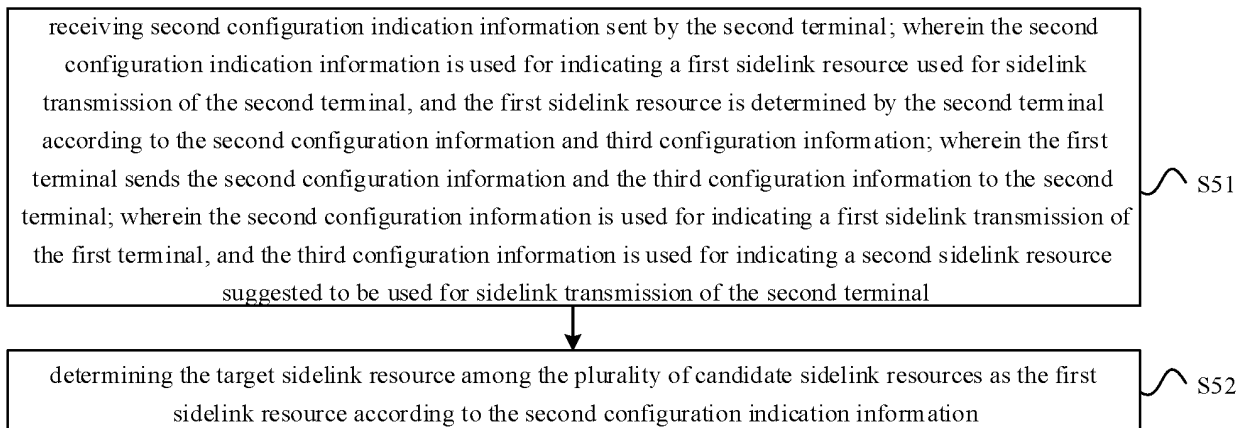 receiving second configuration indication information sent by the second terminal; wherein the second
configuration indication information is used for indicating a first sidelink resource used for sidelink
transmission of the second terminal, and the first sidelink resource is determined by the second terminal
according to the second configuration information and third configuration information; wherein the first
terminal sends the second configuration information and the third configuration information to the second
terminal; wherein the second configuration information is used for indicating a first sidelink transmission of
the first terminal, and the third configuration information is used for indicating a second sidelink resource
suggested to be used for sidelink transmission of the second terminal
S51
determining the target sidelink resource among the plurality of candidate sidelink resources as the first
sidelink resource according to the second configuration indication information
S52